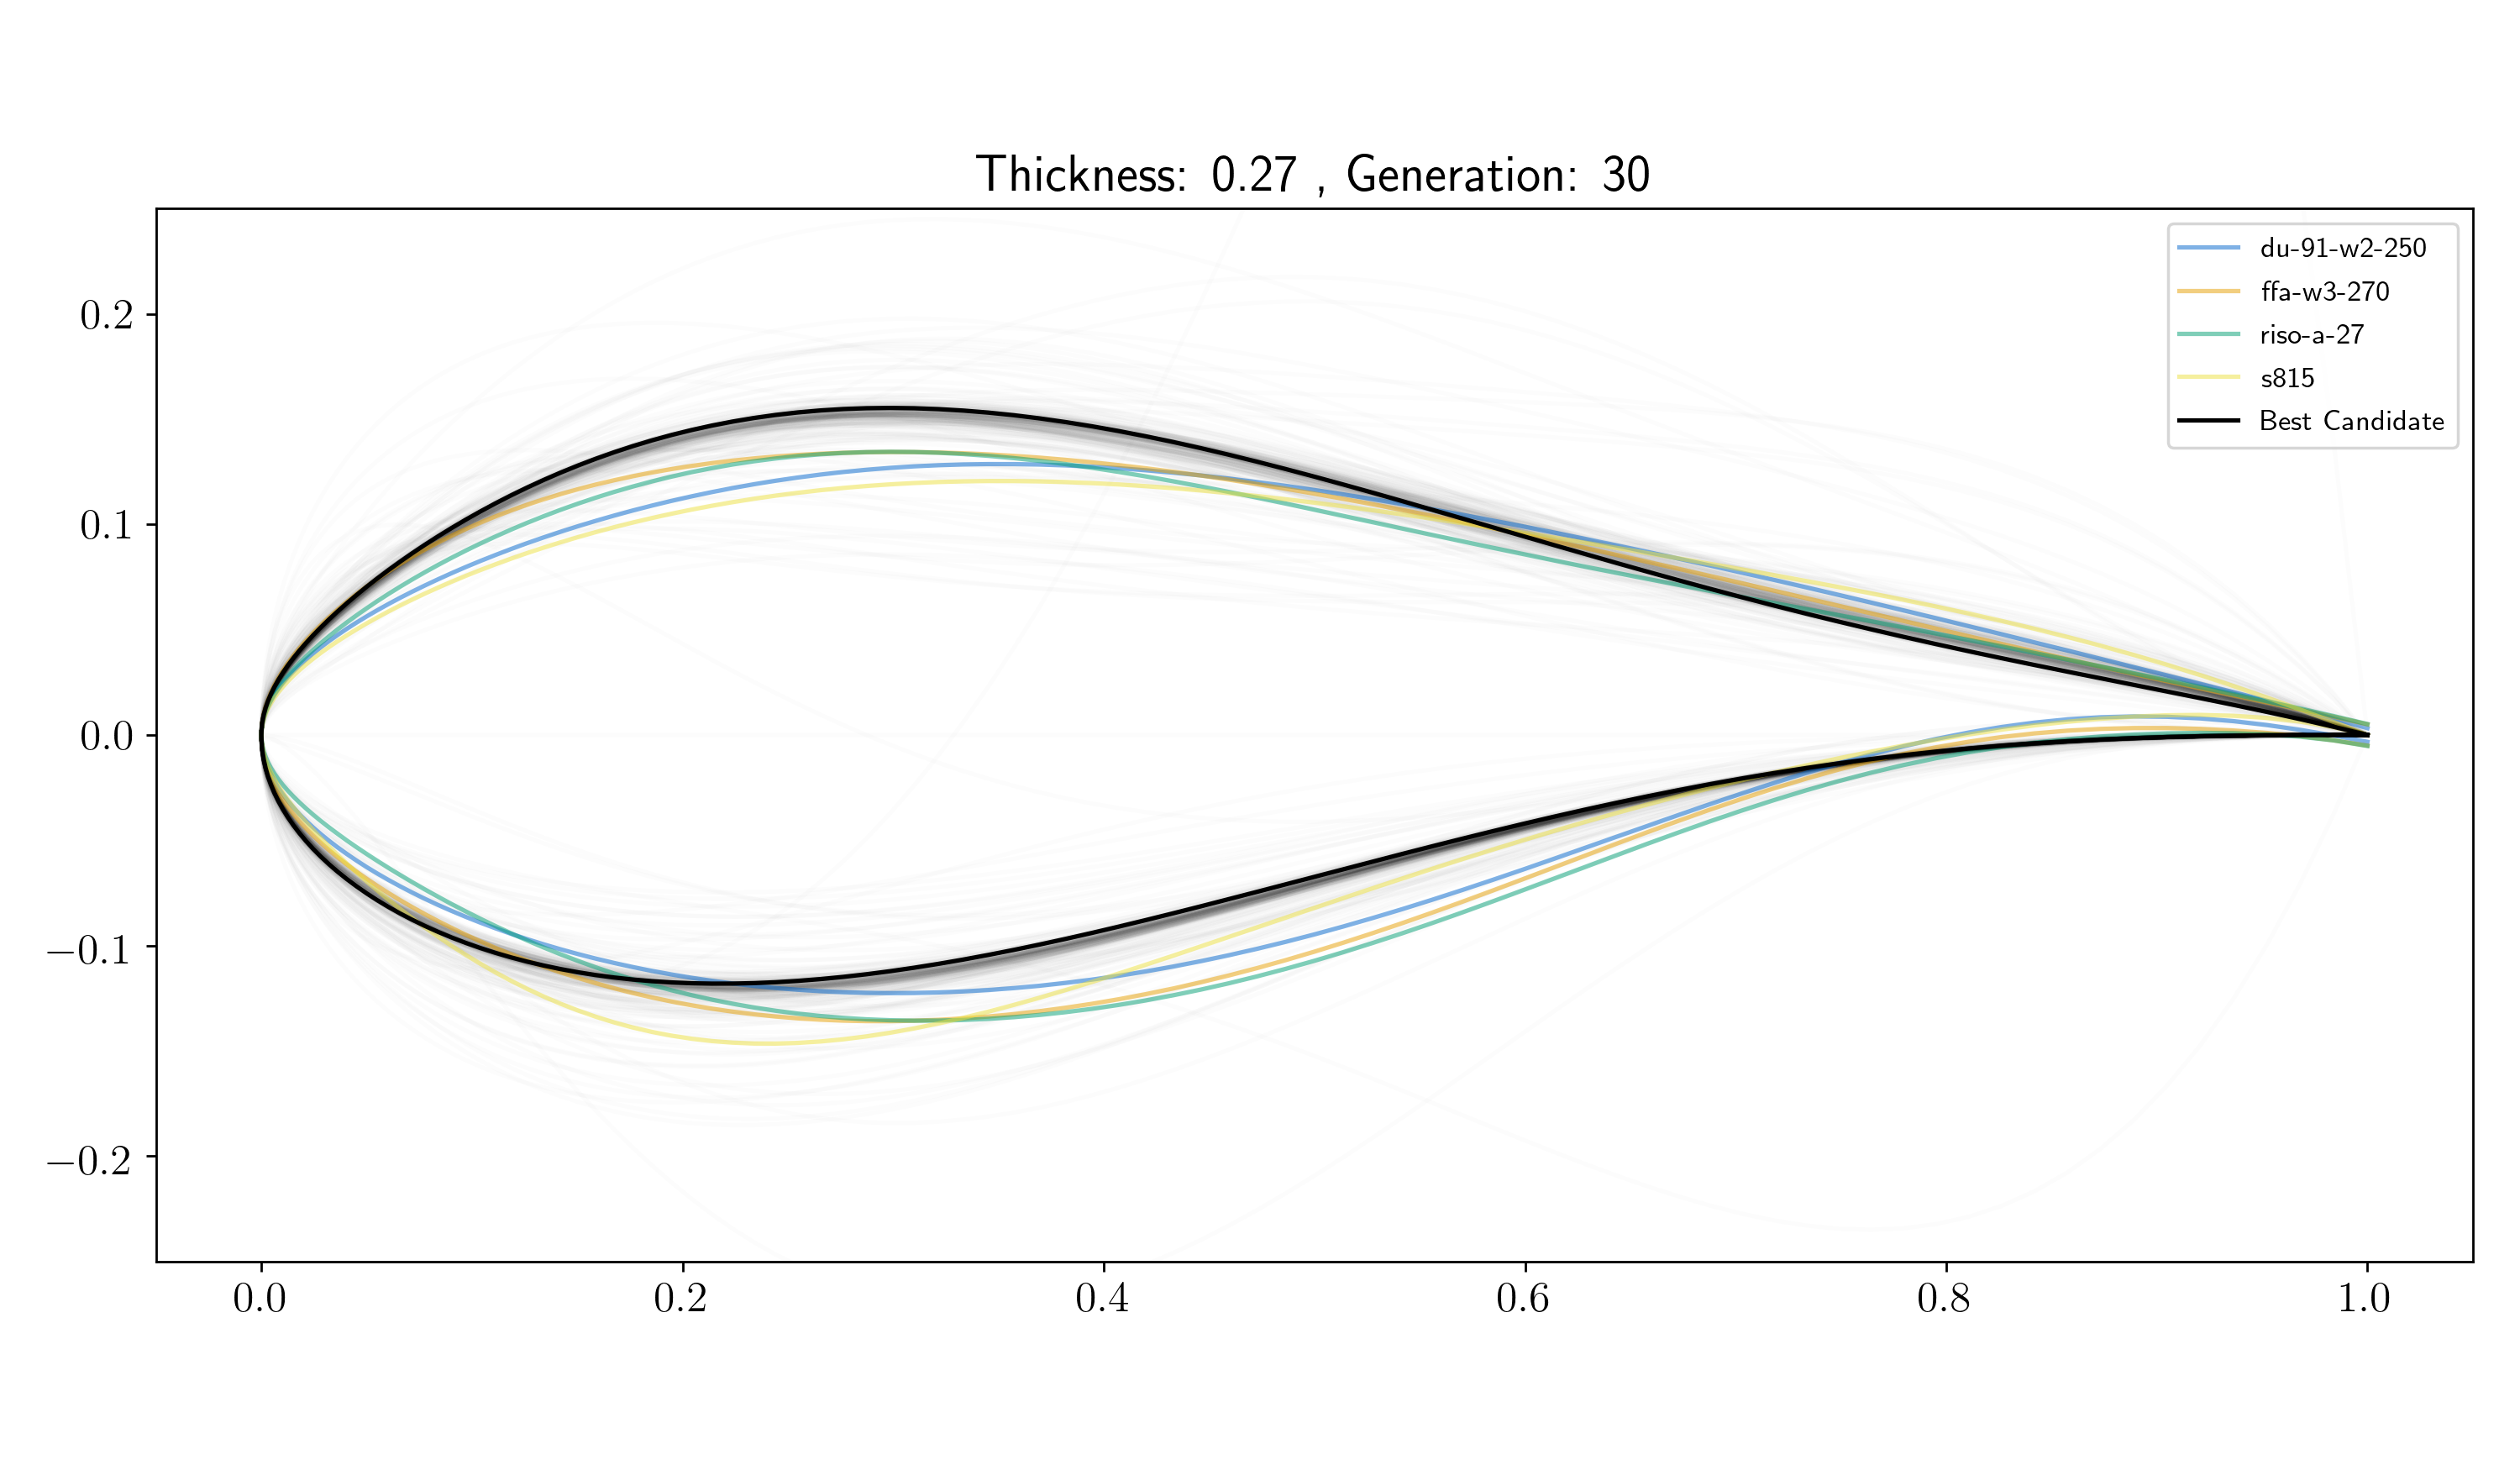 Thickness: 0.27 , Generation: 30
du-91-w2-250
ffa-w3-270
riso-a-27
s815
Best Candidate
0.2
0.1
0.0
−0.1
−0.2
0.0 0.2 0.4 0.6 0.8 1.0